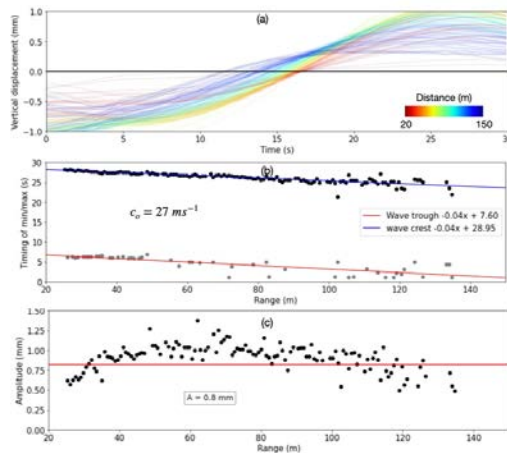 (a)
Vertical displacement (mm)
1.0
0.5
0.0
−0.5
−1.0
Distance (m)
20 150
0 5 10 15 20 25 30
Time (s)
(b)
Timing of min/max (s)
30
25
20
15
10
5
0
c₀ = 27 ms⁻¹
Wave trough -0.04x + 7.60
wave crest -0.04x + 28.95
20 40 60 80 100 120 140
Range (m)
(c)
Amplitude (mm)
1.50
1.25
1.00
0.75
0.50
0.25
0.00
A = 0.8 mm
20 40 60 80 100 120 140
Range (m)